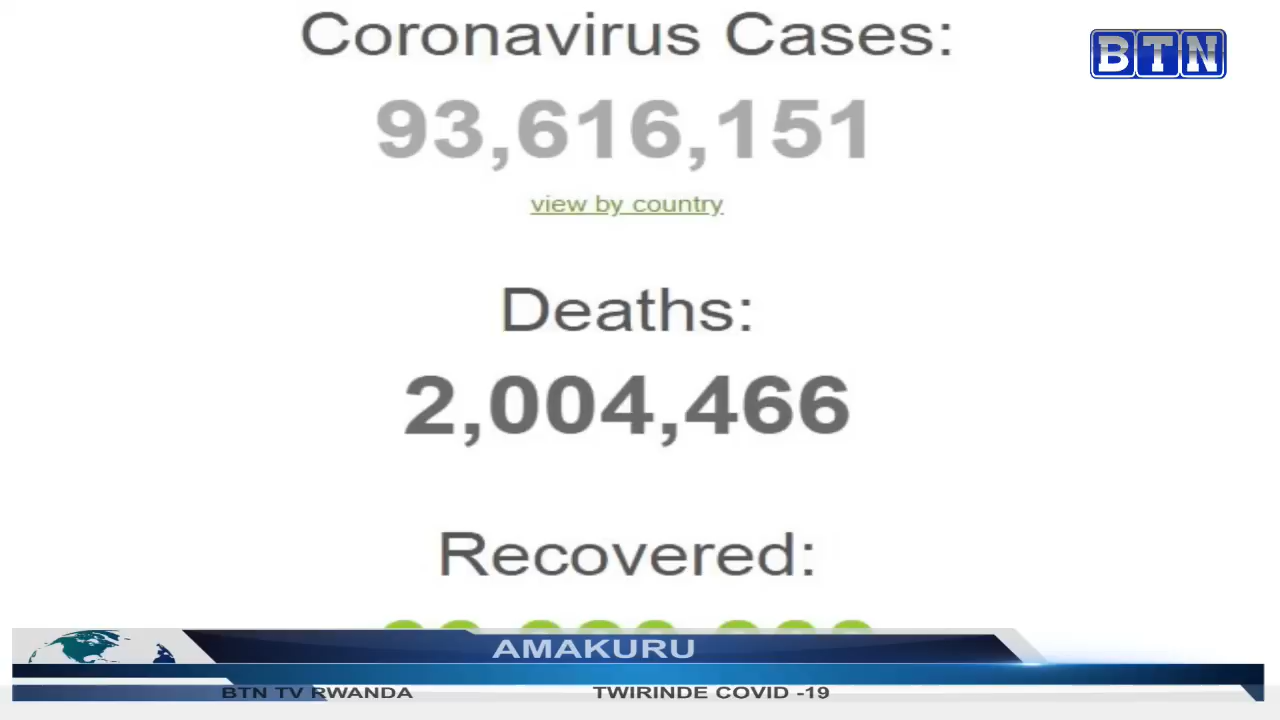 Coronavirus Cases:
BTN
93,616,151
view by country
Deaths:
2,004,466
Recovered:
AMAKURU
BTN TV RWANDA
TWIRINDE COVID -19